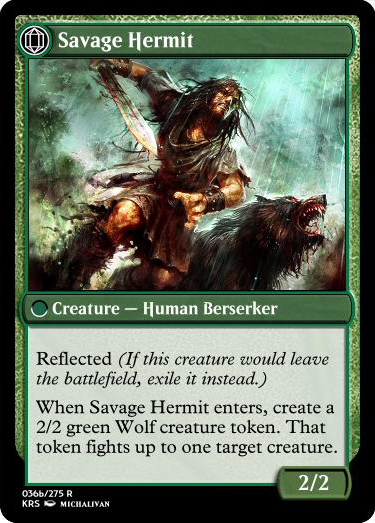 Savage Hermit
Creature — Human Berserker
Reflected (If this creature would leave
the battlefield, exile it instead.)
When Savage Hermit enters, create a
2/2 green Wolf creature token. That
token fights up to one target creature.
2/2
036b/275 R
KRS MICHALIVAN